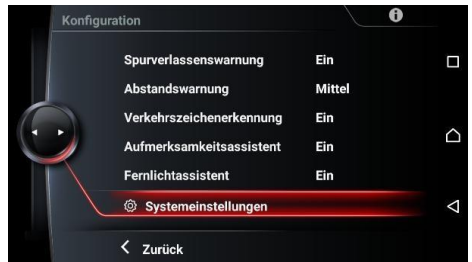 Konfiguration
Spurverlassenswarnung Ein
Abstandswarnung Mittel
Verkehrszeichenerkennung Ein
Aufmerksamkeitsassistent Ein
Fernlichtassistent Ein
Systemeinstellungen
Zurück